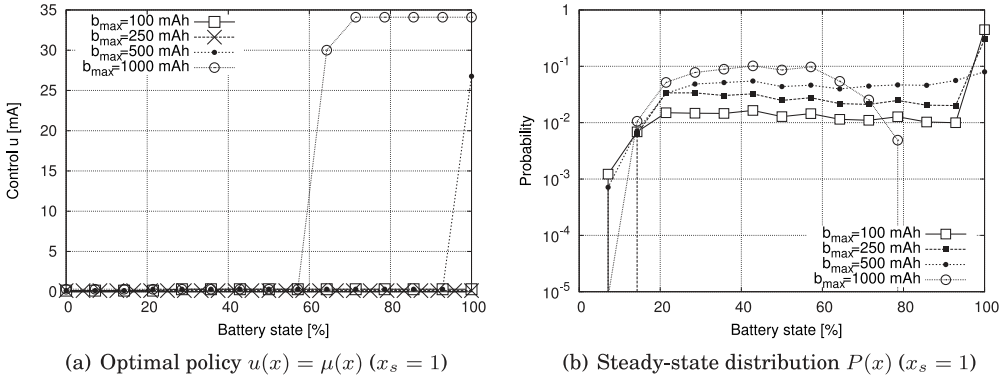 35
30
25
20
15
10
5
0
Control u [mA]
b_max=100 mAh
b_max=250 mAh
b_max=500 mAh
b_max=1000 mAh
0 20 40 60 80 100
Battery state [%]
(a) Optimal policy u(x) = μ(x) (x_s = 1)
1
10^-1
10^-2
10^-3
10^-4
10^-5
Probability
b_max=100 mAh
b_max=250 mAh
b_max=500 mAh
b_max=1000 mAh
0 20 40 60 80 100
Battery state [%]
(b) Steady-state distribution P(x) (x_s = 1)